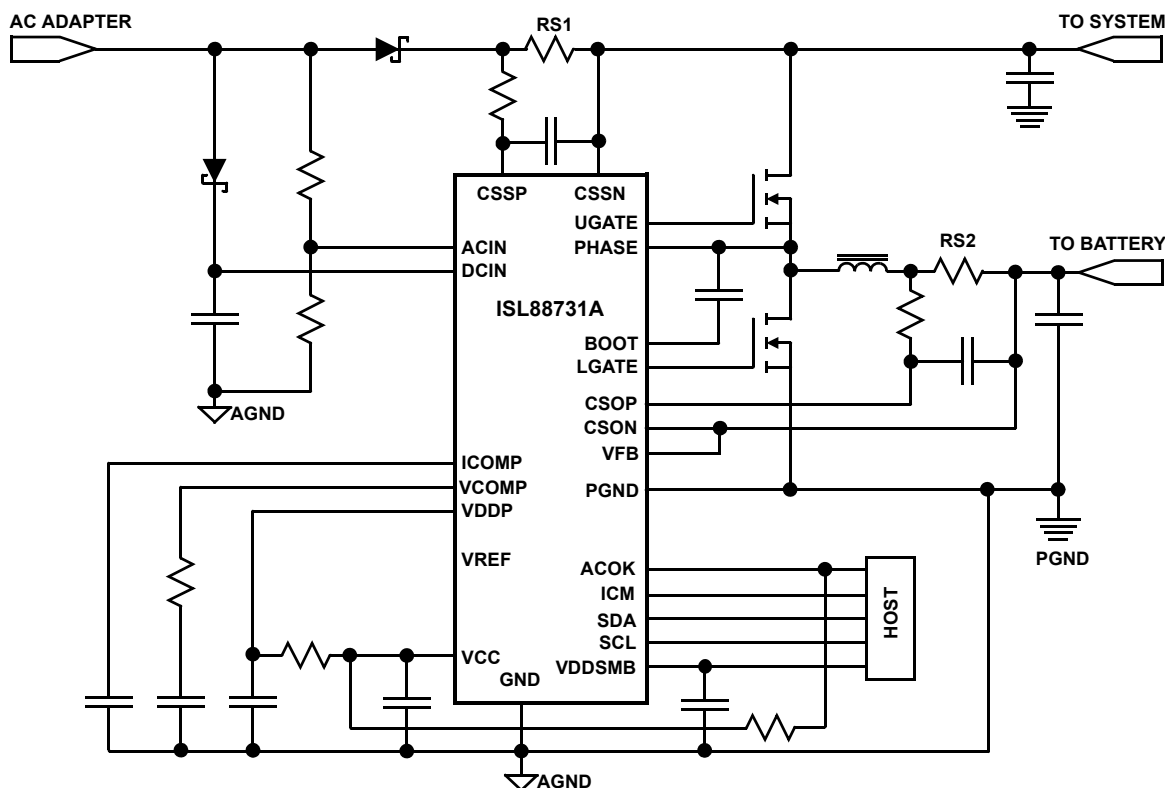 AC ADAPTER
RS1
TO SYSTEM
CSSP
CSSN
UGATE
PHASE
ACIN
DCIN
RS2
TO BATTERY
ISL88731A
BOOT
LGATE
AGND
CSOP
CSON
VFB
ICOMP
VCOMP
VDDP
PGND
PGND
VREF
ACOK
ICM
SDA
SCL
VDDSMB
HOST
VCC
GND
AGND